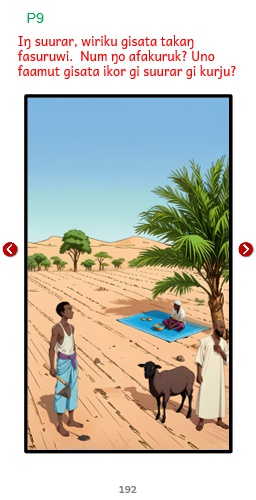 P9
Iŋ suurar, wiriku gisata takaŋ
fasuruwi.  Num ŋo afakuruk? Uno
faamut gisata ikor gi suurar gi kurju?
192